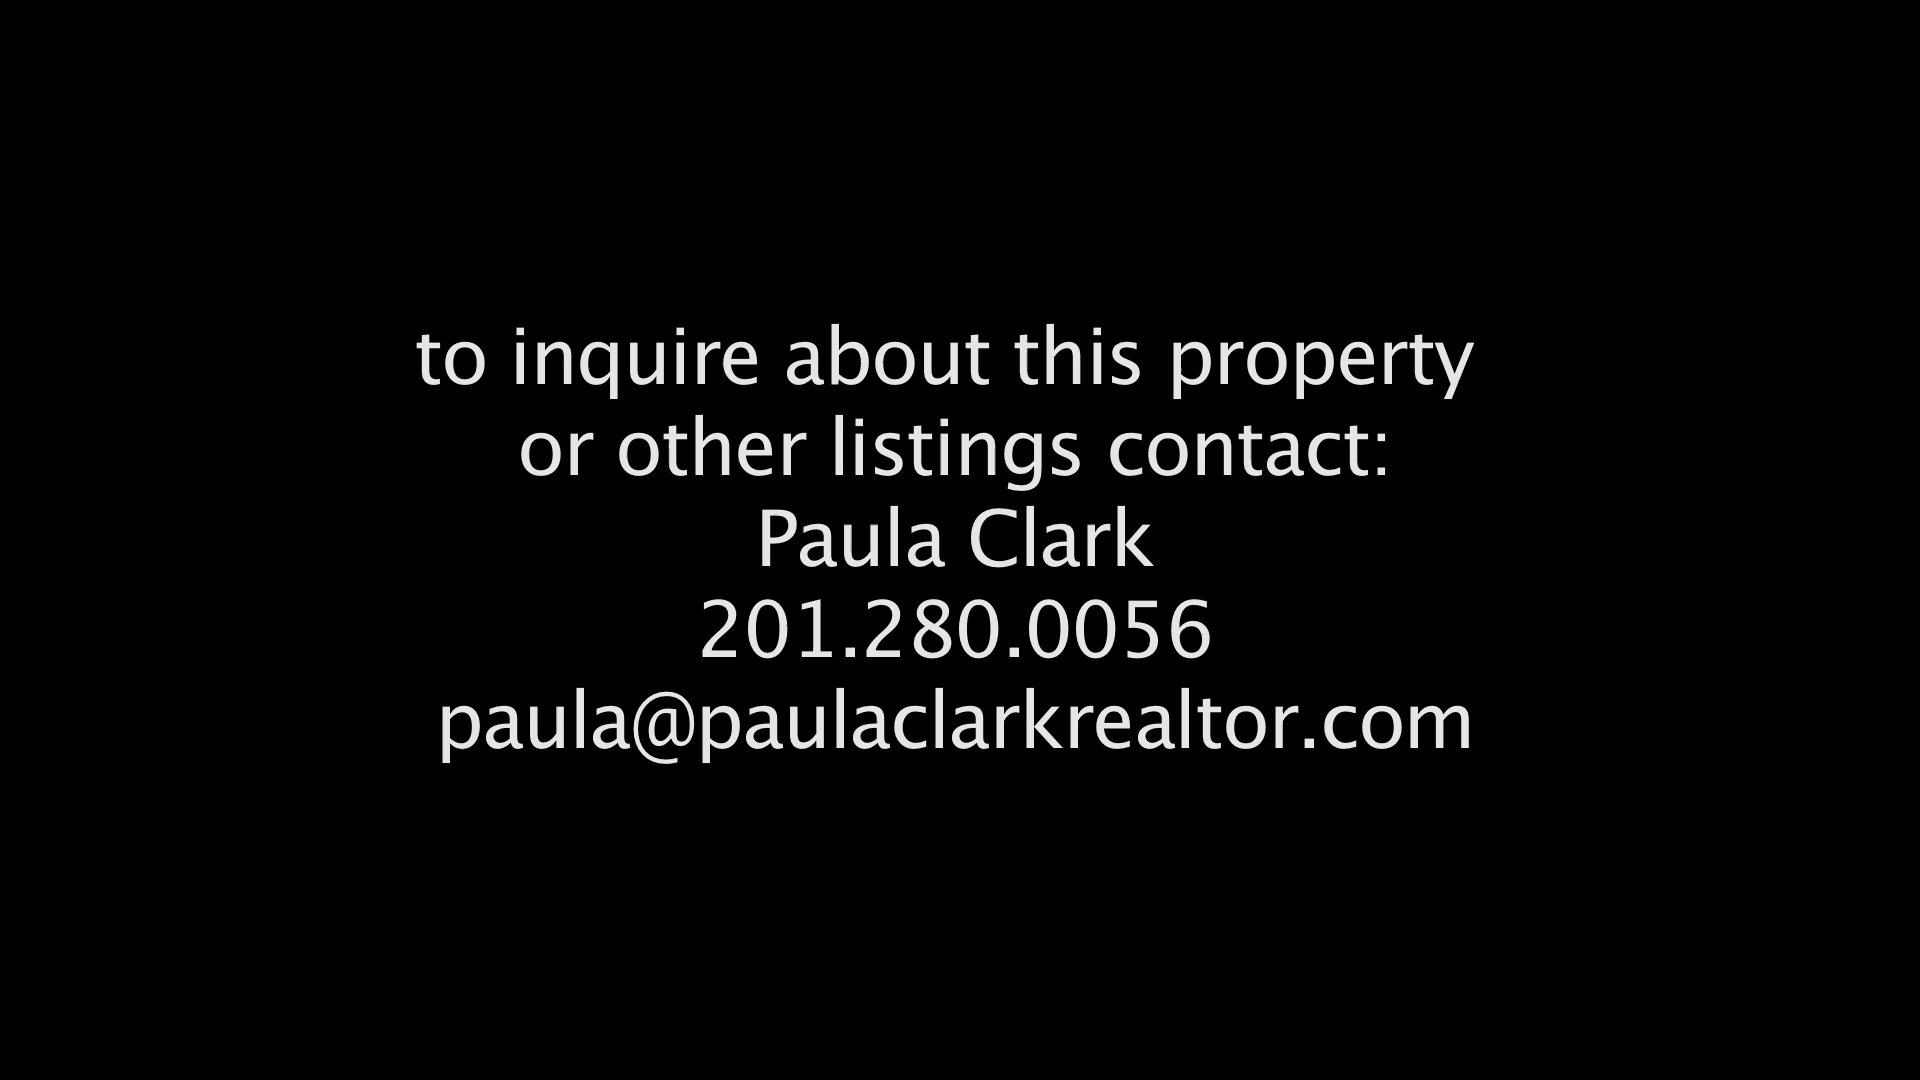 to inquire about this property
or other listings contact:
Paula Clark
201.280.0056
paula@paulaclarkrealtor.com